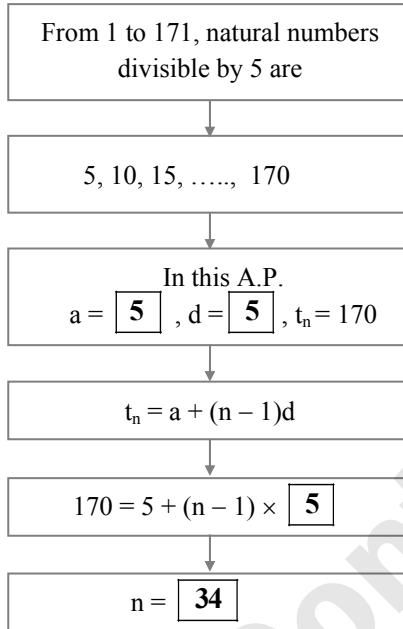 From 1 to 171, natural numbers
divisible by 5 are
5, 10, 15, ….., 170
In this A.P.
a = 5 , d = 5 , tₙ = 170
tₙ = a + (n – 1)d
170 = 5 + (n – 1) × 5
n = 34